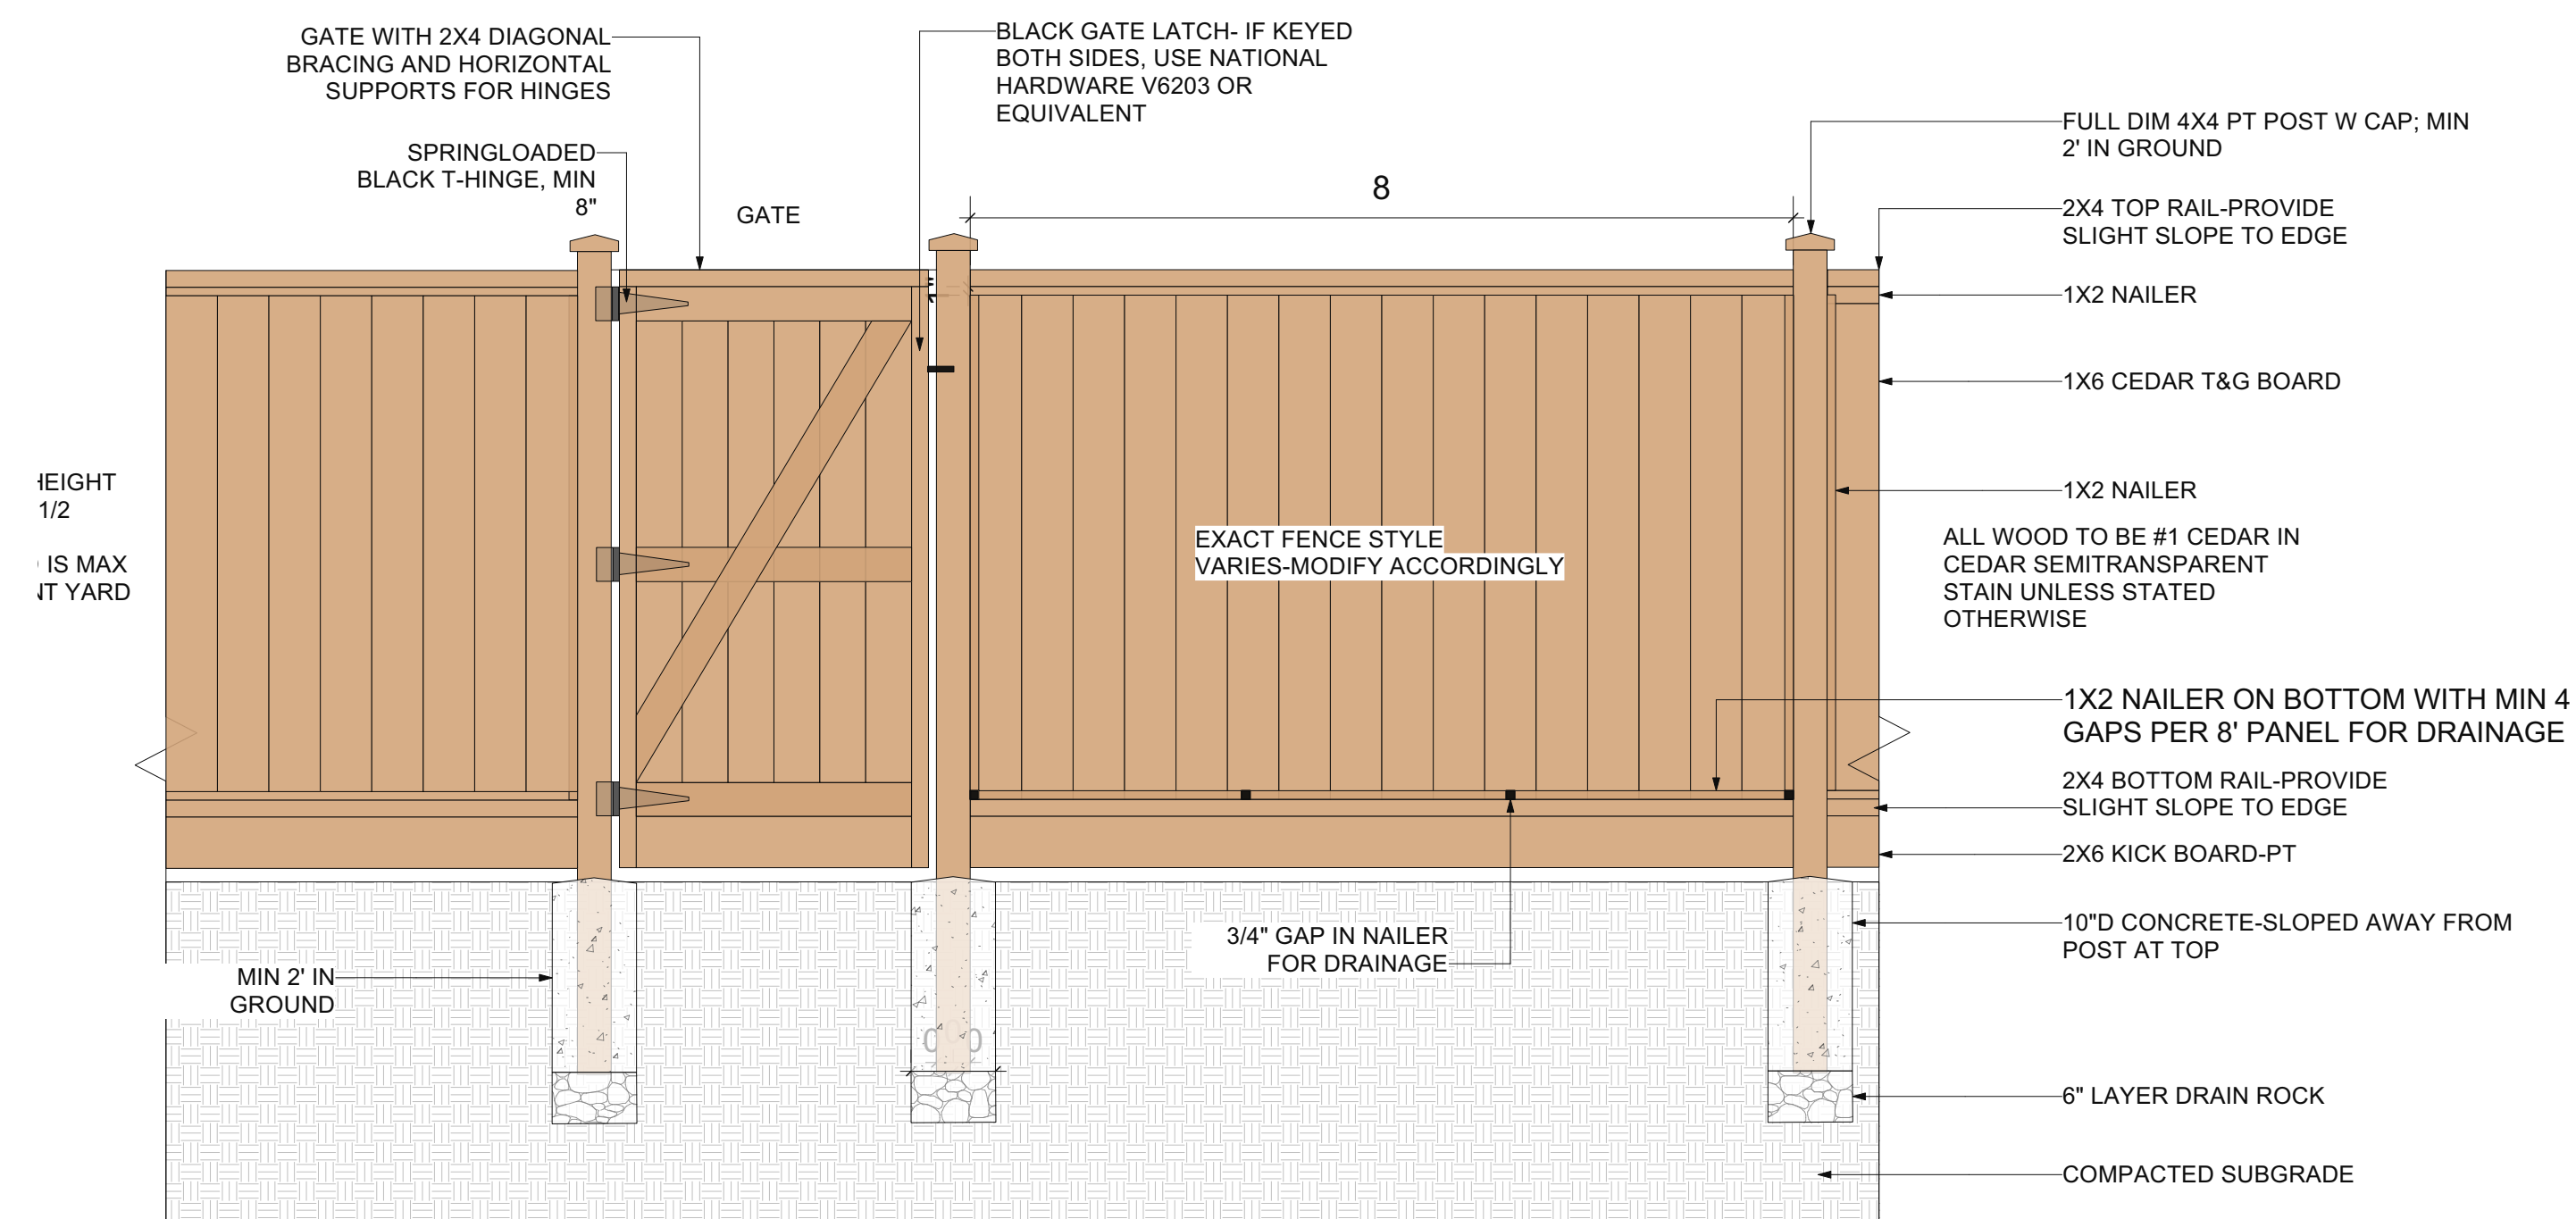 GATE WITH 2X4 DIAGONAL
BRACING AND HORIZONTAL
SUPPORTS FOR HINGES
BLACK GATE LATCH- IF KEYED
BOTH SIDES, USE NATIONAL
HARDWARE V6203 OR
EQUIVALENT
SPRINGLOADED
BLACK T-HINGE, MIN
8"
GATE
8
FULL DIM 4X4 PT POST W CAP; MIN
2' IN GROUND
2X4 TOP RAIL-PROVIDE
SLIGHT SLOPE TO EDGE
1X2 NAILER
1X6 CEDAR T&G BOARD
HEIGHT
1/2
IS MAX
NT YARD
1X2 NAILER
EXACT FENCE STYLE
VARIES-MODIFY ACCORDINGLY
ALL WOOD TO BE #1 CEDAR IN
CEDAR SEMITRANSPARENT
STAIN UNLESS STATED
OTHERWISE
1X2 NAILER ON BOTTOM WITH MIN 4
GAPS PER 8' PANEL FOR DRAINAGE
2X4 BOTTOM RAIL-PROVIDE
SLIGHT SLOPE TO EDGE
2X6 KICK BOARD-PT
10"D CONCRETE-SLOPED AWAY FROM
POST AT TOP
3/4" GAP IN NAILER
FOR DRAINAGE
MIN 2' IN
GROUND
6" LAYER DRAIN ROCK
COMPACTED SUBGRADE